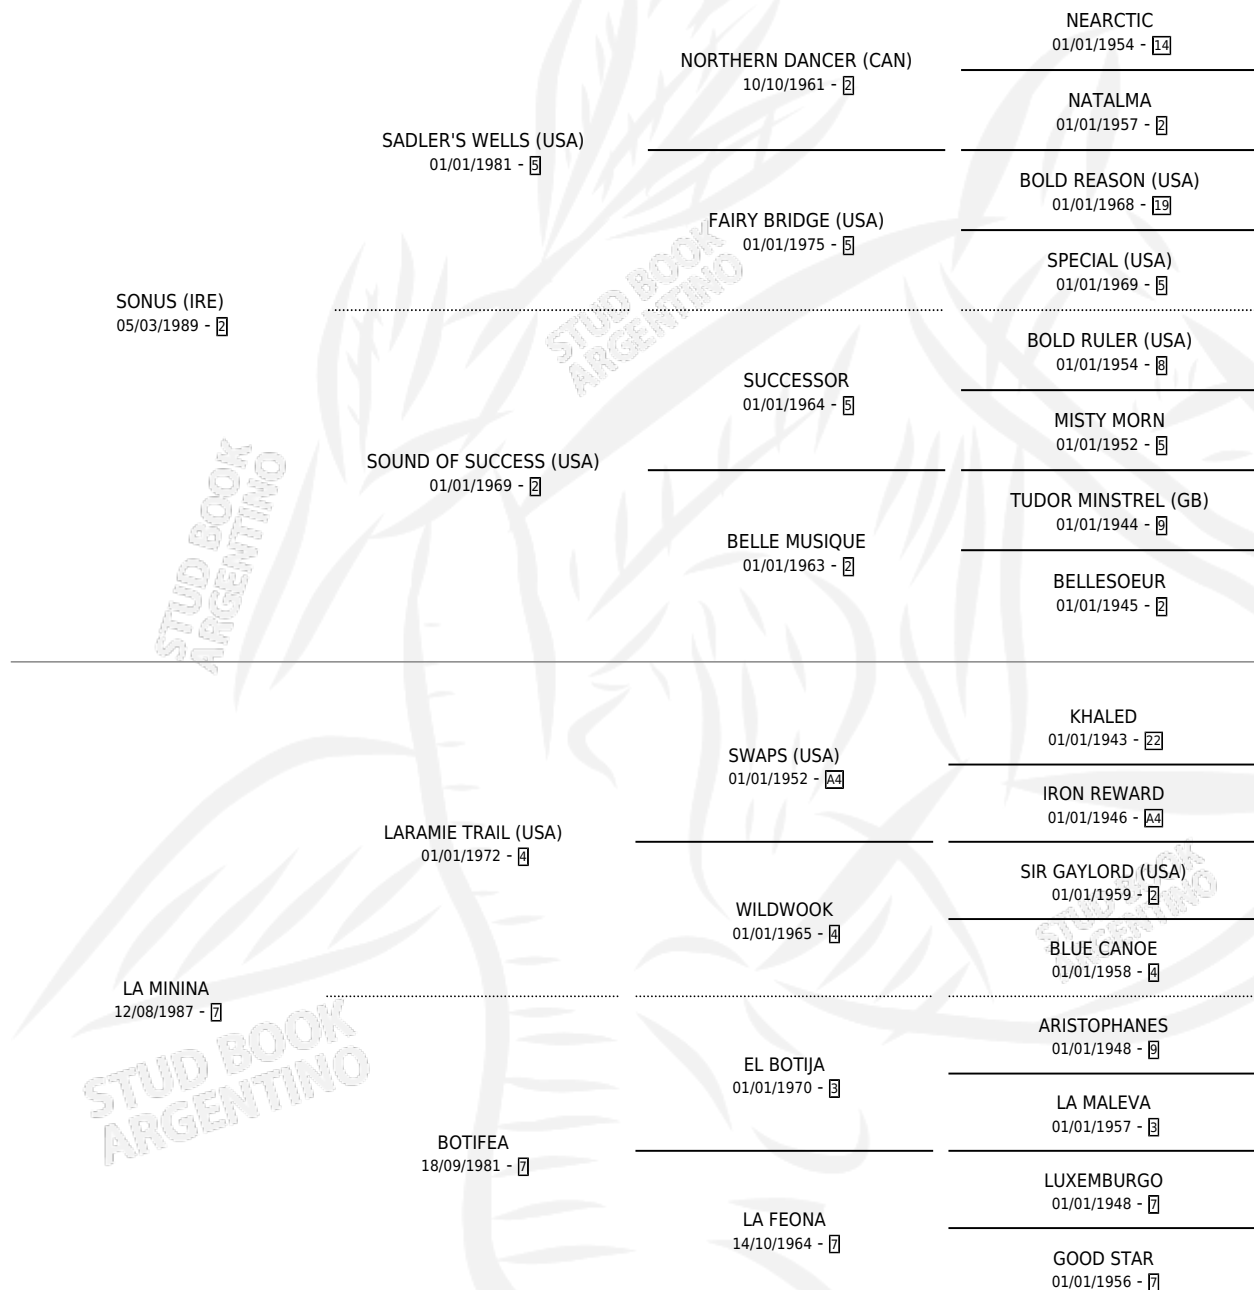 NEARCTIC
01/01/1954 - 14
NORTHERN DANCER (CAN)
10/10/1961 - 2
NATALMA
01/01/1957 - 2
SADLER'S WELLS (USA)
01/01/1981 - 5
BOLD REASON (USA)
01/01/1968 - 19
FAIRY BRIDGE (USA)
01/01/1975 - 5
SPECIAL (USA)
01/01/1969 - 5
STUD BOOK
ARGENTINO
SONUS (IRE)
05/03/1989 - 2
BOLD RULER (USA)
01/01/1954 - 8
SUCCESSOR
01/01/1964 - 5
MISTY MORN
01/01/1952 - 5
SOUND OF SUCCESS (USA)
01/01/1969 - 2
TUDOR MINSTREL (GB)
01/01/1944 - 9
BELLE MUSIQUE
01/01/1963 - 2
BELLESOEUR
01/01/1945 - 2
STUD BOOK
ARGENTINO
KHALED
01/01/1943 - 22
SWAPS (USA)
01/01/1952 - A4
IRON REWARD
01/01/1946 - A4
LARAMIE TRAIL (USA)
01/01/1972 - 4
SIR GAYLORD (USA)
01/01/1959 - 2
WILDWOOK
01/01/1965 - 4
BLUE CANOE
01/01/1958 - 4
STUD BOOK
ARGENTINO
LA MININA
12/08/1987 - 7
ARISTOPHANES
01/01/1948 - 9
EL BOTIJA
01/01/1970 - 3
LA MALEVA
01/01/1957 - 3
BOTIFEA
18/09/1981 - 7
LUXEMBURGO
01/01/1948 - 7
LA FEONA
14/10/1964 - 7
GOOD STAR
01/01/1956 - 7
STUD BOOK
ARGENTINO